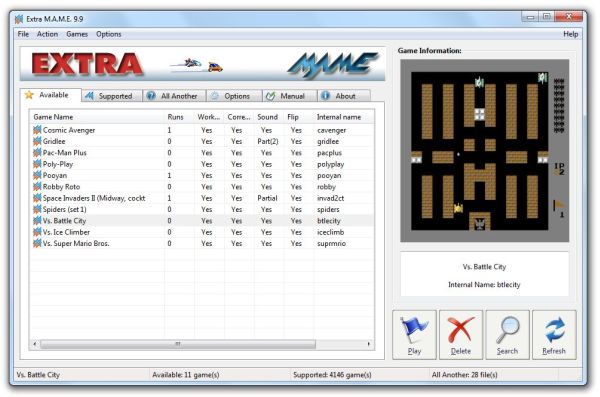 Extra M.A.M.E. 9.9
File Action Games Options Help
EXTRA MAME
Available Supported All Another Options Manual About
Game Name Runs Work... Corre... Sound Flip Internal name
Cosmic Avenger 1 Yes Yes Yes Yes cavenger
Gridlee 0 Yes Yes Part(2) Yes gridlee
Pac-Man Plus 0 Yes Yes Yes Yes pacplus
Poly-Play 0 Yes Yes Yes Yes polyplay
Pooyan 1 Yes Yes Yes Yes pooyan
Robby Roto 0 Yes Yes Yes Yes robby
Space Invaders II (Midway, cockt 1 Yes Yes Partial Yes invad2ct
Spiders (set 1) 0 Yes Yes Yes Yes spiders
Vs. Battle City 0 Yes Yes Yes Yes btlecity
Vs. Ice Climber 0 Yes Yes Yes Yes iceclimb
Vs. Super Mario Bros. 0 Yes Yes Yes Yes suprmrio
Game Information:
IP
2
1
Vs. Battle City
Internal Name: btlecity
Play Delete Search Refresh
Vs. Battle City Available: 11 game(s) Supported: 4146 game(s) All Another: 28 file(s)